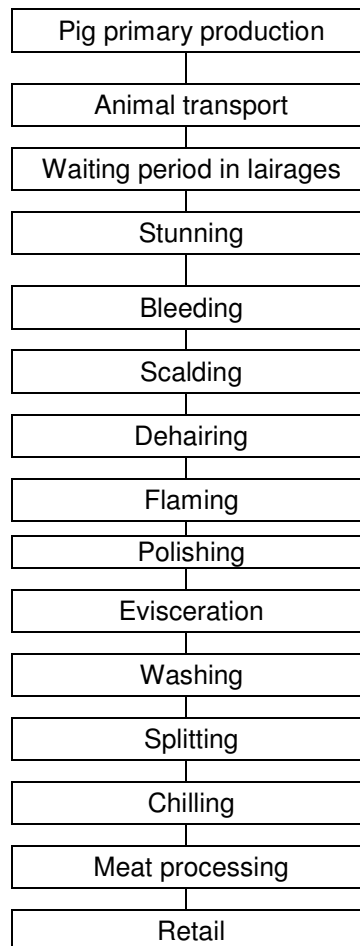 Pig primary production
Animal transport
Waiting period in lairages
Stunning
Bleeding
Scalding
Dehairing
Flaming
Polishing
Evisceration
Washing
Splitting
Chilling
Meat processing
Retail